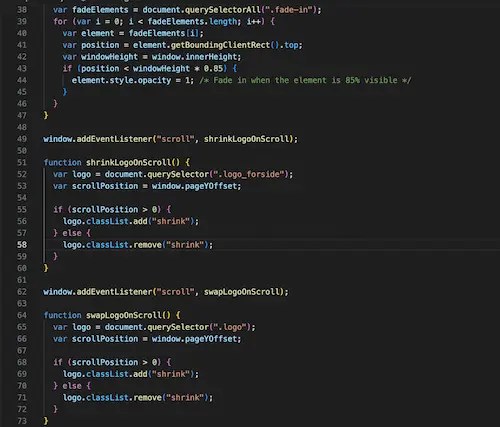 38 var fadeElements = document.querySelectorAll(".fade-in");
39 for (var i = 0; i < fadeElements.length; i++) {
40 var element = fadeElements[i];
41 var position = element.getBoundingClientRect().top;
42 var windowHeight = window.innerHeight;
43 if (position < windowHeight * 0.85) {
44 element.style.opacity = 1; /* Fade in when the element is 85% visible */
45 }
46 }
47 }
48
49 window.addEventListener("scroll", shrinkLogoOnScroll);
50
51 function shrinkLogoOnScroll() {
52 var logo = document.querySelector(".logo_forside");
53 var scrollPosition = window.pageYOffset;
54
55 if (scrollPosition > 0) {
56 logo.classList.add("shrink");
57 } else {
58 logo.classList.remove("shrink");
59 }
60 }
61
62 window.addEventListener("scroll", swapLogoOnScroll);
63
64 function swapLogoOnScroll() {
65 var logo = document.querySelector(".logo");
66 var scrollPosition = window.pageYOffset;
67
68 if (scrollPosition > 0) {
69 logo.classList.add("shrink");
70 } else {
71 logo.classList.remove("shrink");
72 }
73 }